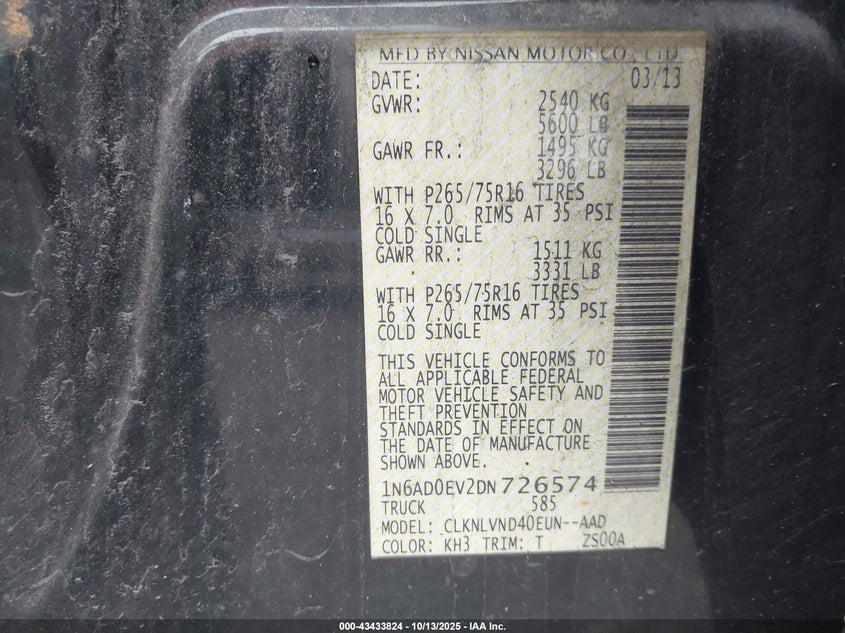 MFD BY NISSAN MOTOR CO., LTD.
DATE: 03/13
GVWR: 2540 KG
5600 LB
GAWR FR.: 1495 KG
3296 LB
WITH P265/75R16 TIRES
16 X 7.0 RIMS AT 35 PSI
COLD SINGLE
GAWR RR.: 1511 KG
3331 LB
WITH P265/75R16 TIRES
16 X 7.0 RIMS AT 35 PSI
COLD SINGLE
THIS VEHICLE CONFORMS TO
ALL APPLICABLE FEDERAL
MOTOR VEHICLE SAFETY AND
THEFT PREVENTION
STANDARDS IN EFFECT ON
THE DATE OF MANUFACTURE
SHOWN ABOVE.
1N6AD0EV2DN726574
TRUCK 585
MODEL: CLKNLVND40EUN--AAD
COLOR: KH3 TRIM: T ZS00A
000-43433824 - 10/13/2025 - IAA Inc.